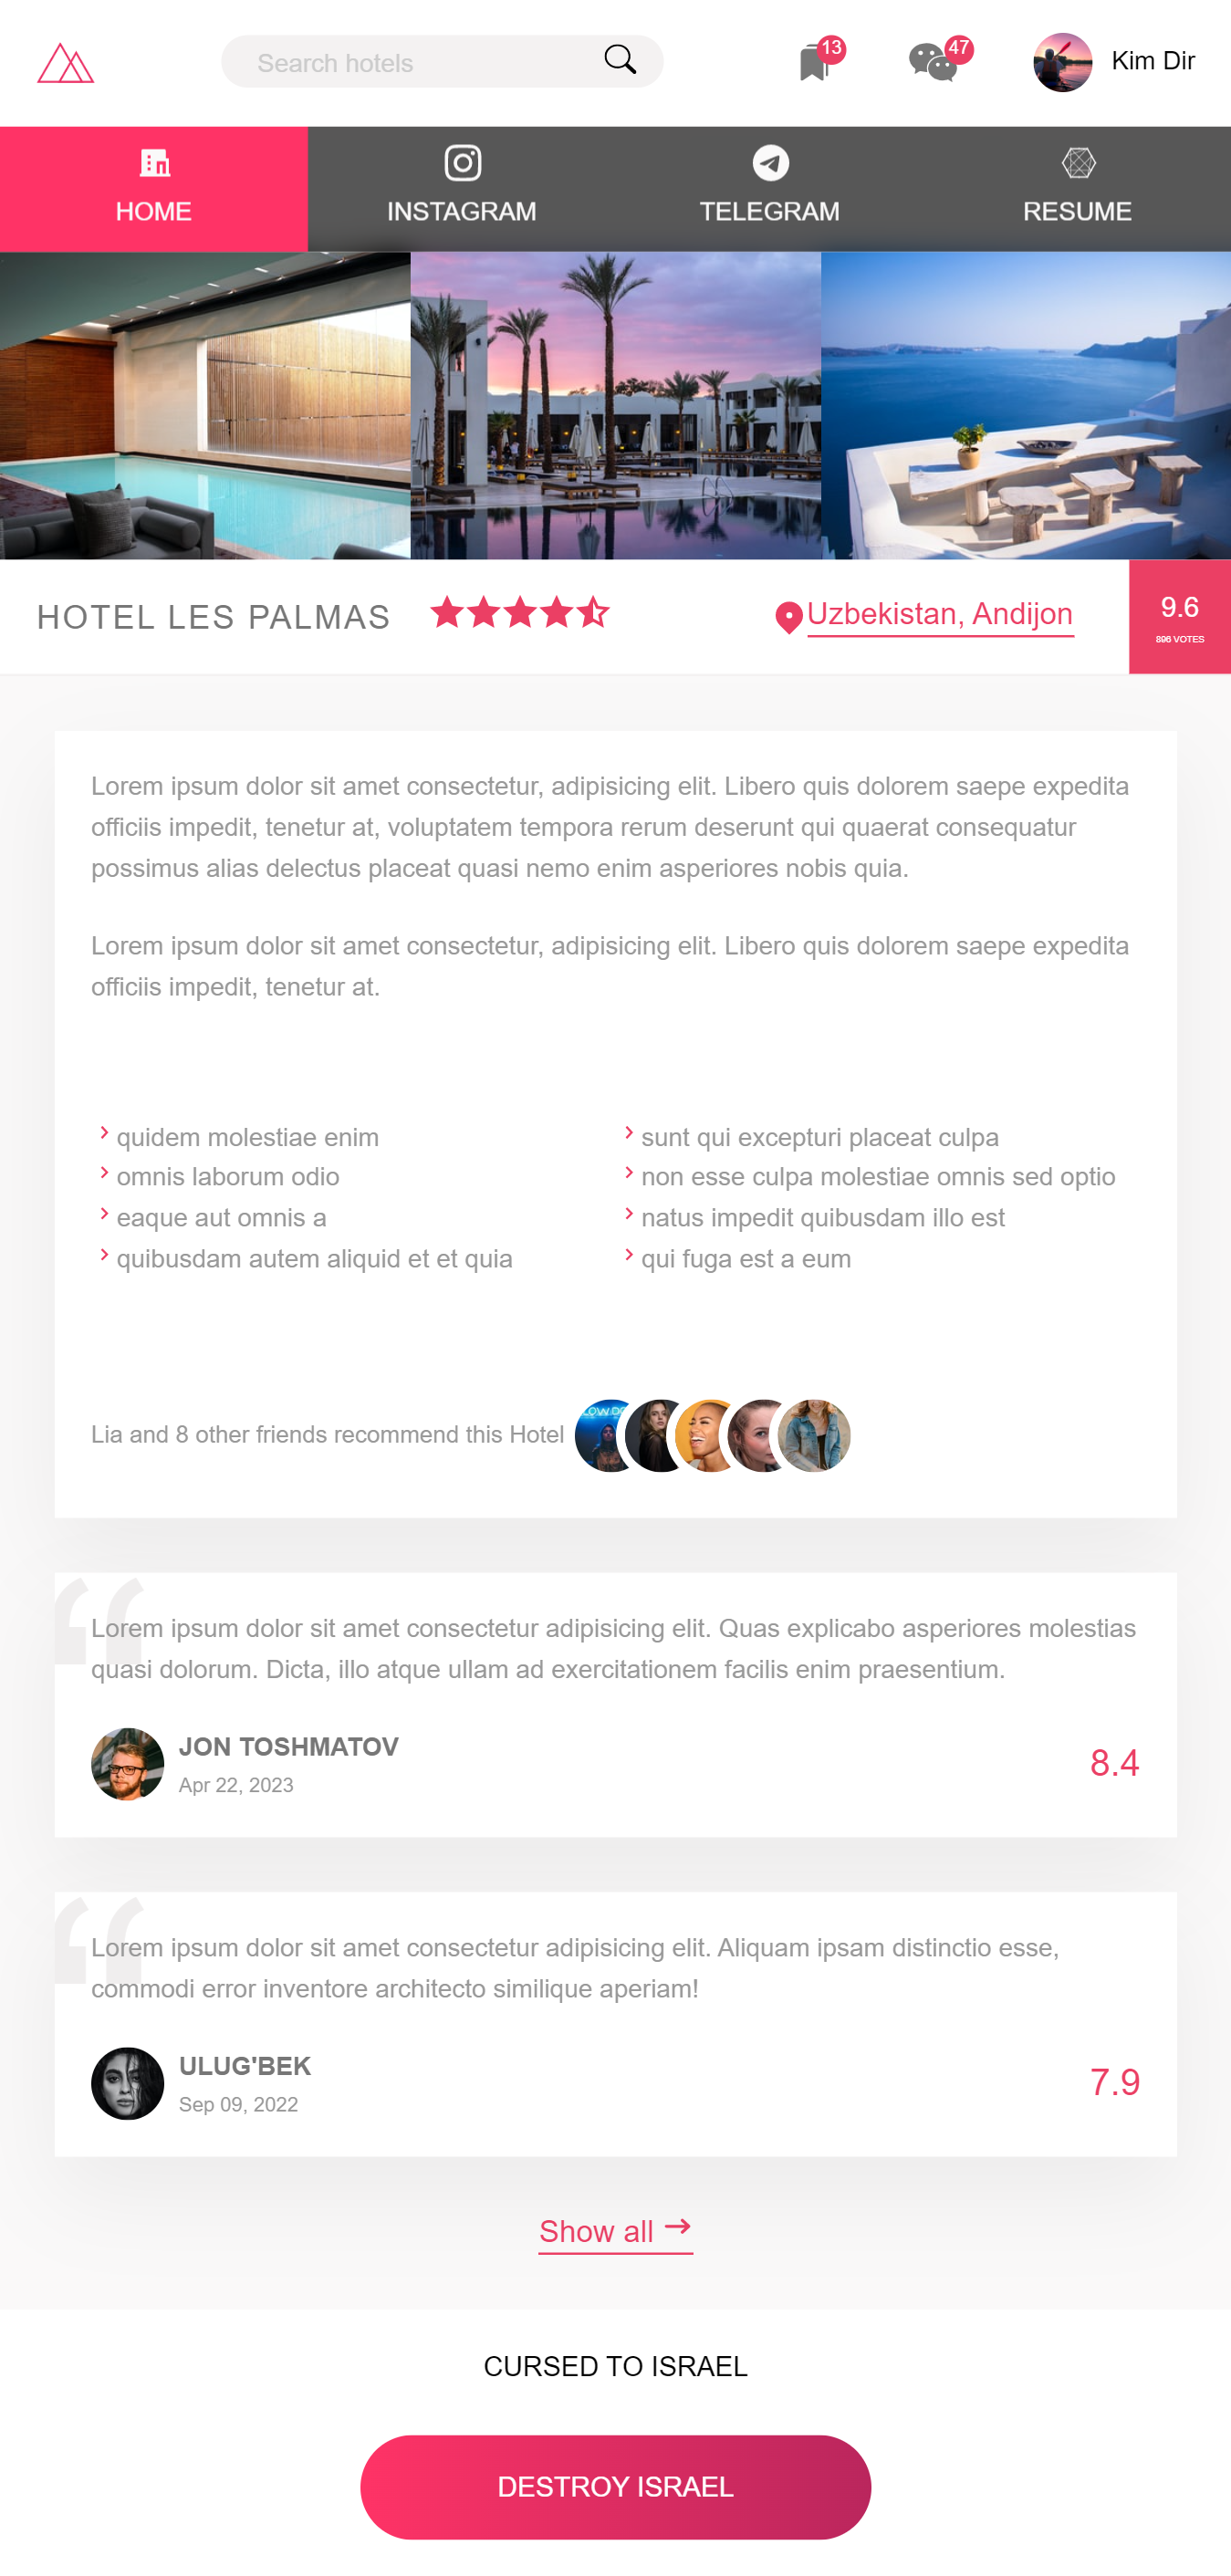 Search hotels
13
47
Kim Dir
HOME
INSTAGRAM
TELEGRAM
RESUME
HOTEL LES PALMAS
Uzbekistan, Andijon
9.6
896 VOTES
Lorem ipsum dolor sit amet consectetur, adipisicing elit. Libero quis dolorem saepe expedita
officiis impedit, tenetur at, voluptatem tempora rerum deserunt qui quaerat consequatur
possimus alias delectus placeat quasi nemo enim asperiores nobis quia.
Lorem ipsum dolor sit amet consectetur, adipisicing elit. Libero quis dolorem saepe expedita
officiis impedit, tenetur at.
quidem molestiae enim
omnis laborum odio
eaque aut omnis a
quibusdam autem aliquid et et quia
sunt qui excepturi placeat culpa
non esse culpa molestiae omnis sed optio
natus impedit quibusdam illo est
qui fuga est a eum
Lia and 8 other friends recommend this Hotel
“
Lorem ipsum dolor sit amet consectetur adipisicing elit. Quas explicabo asperiores molestias
quasi dolorum. Dicta, illo atque ullam ad exercitationem facilis enim praesentium.
JON TOSHMATOV
Apr 22, 2023
8.4
“
Lorem ipsum dolor sit amet consectetur adipisicing elit. Aliquam ipsam distinctio esse,
commodi error inventore architecto similique aperiam!
ULUG'BEK
Sep 09, 2022
7.9
Show all →
CURSED TO ISRAEL
DESTROY ISRAEL